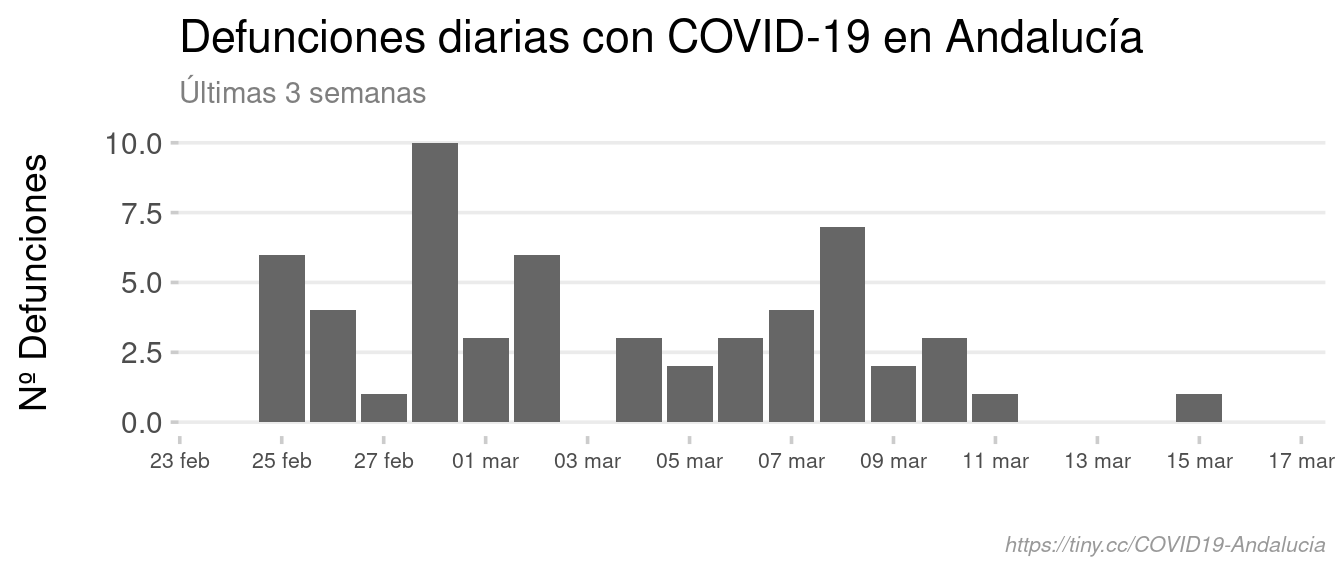 Defunciones diarias con COVID-19 en Andalucía
Últimas 3 semanas
Nº Defunciones
10.0
7.5
5.0
2.5
0.0
23 feb 25 feb 27 feb 01 mar 03 mar 05 mar 07 mar 09 mar 11 mar 13 mar 15 mar 17 mar
https://tiny.cc/COVID19-Andalucia